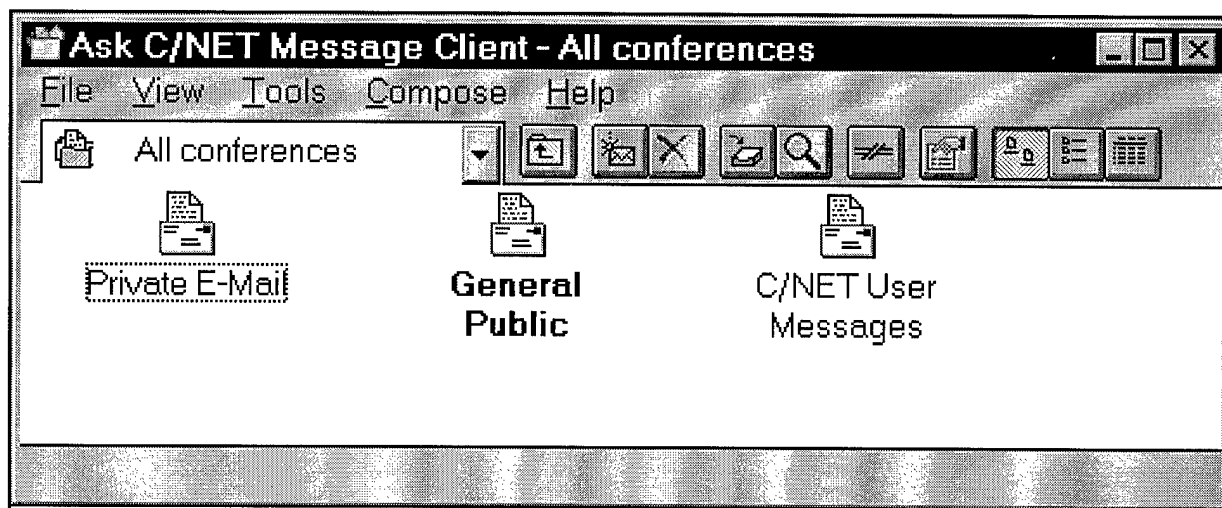 Ask C/NET Message Client - All conferences
File View Tools Compose Help
All conferences
Private E-Mail
General
Public
C/NET User
Messages